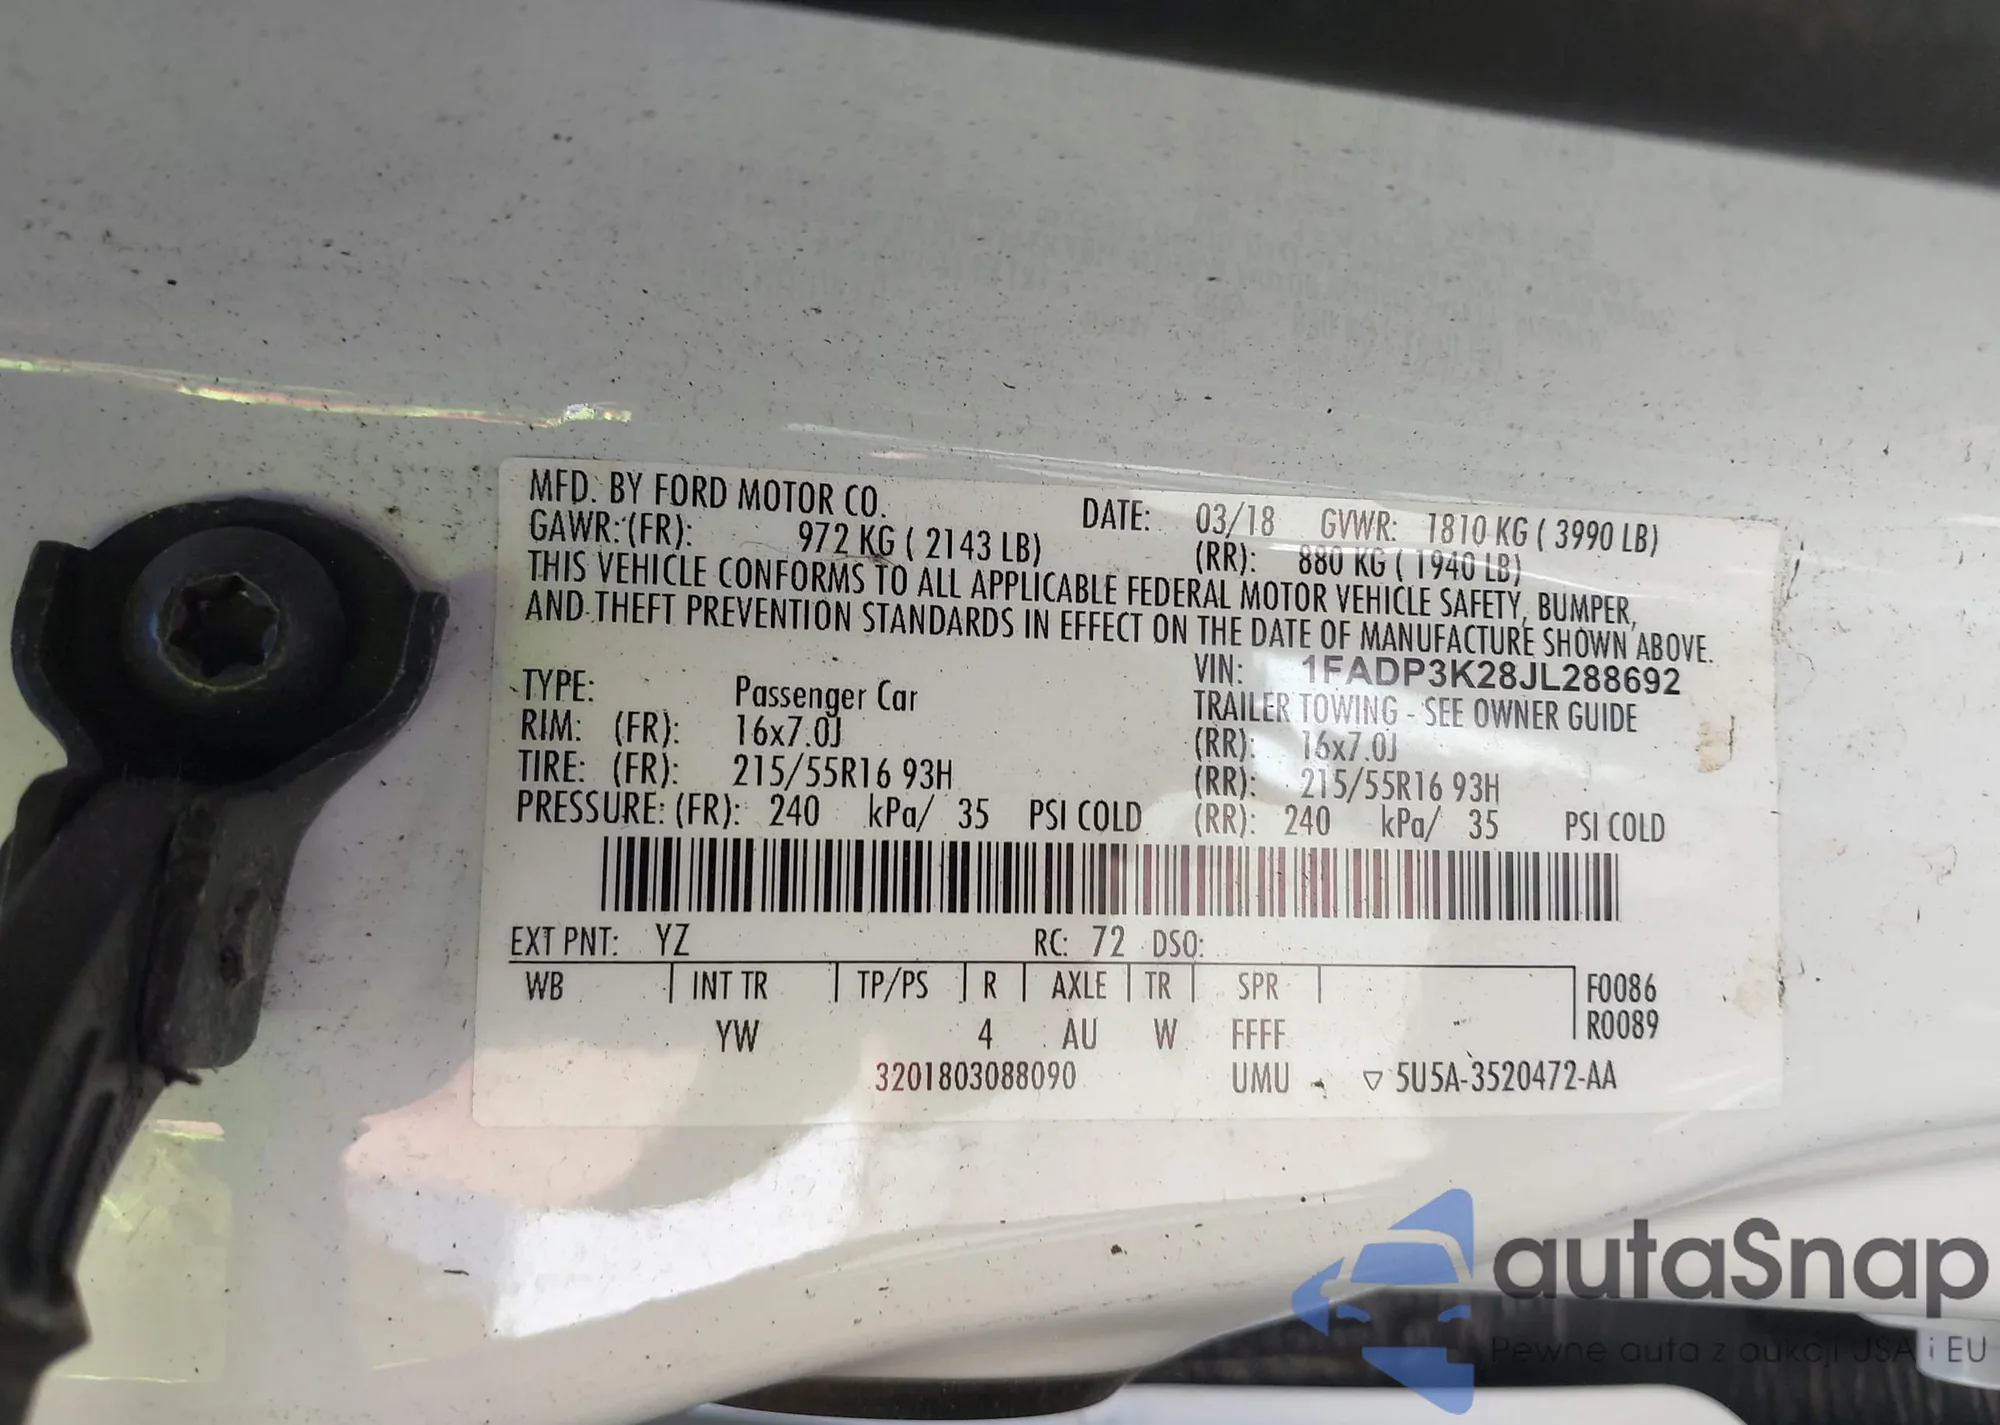 MFD. BY FORD MOTOR CO. DATE: 03/18 GVWR: 1810 KG ( 3990 LB)
GAWR: (FR): 972 KG ( 2143 LB) (RR): 880 KG ( 1940 LB)
THIS VEHICLE CONFORMS TO ALL APPLICABLE FEDERAL MOTOR VEHICLE SAFETY, BUMPER,
AND THEFT PREVENTION STANDARDS IN EFFECT ON THE DATE OF MANUFACTURE SHOWN ABOVE.
VIN: 1FADP3K28JL288692
TYPE: Passenger Car TRAILER TOWING - SEE OWNER GUIDE
RIM: (FR): 16x7.0J (RR): 16x7.0J
TIRE: (FR): 215/55R16 93H (RR): 215/55R16 93H
PRESSURE: (FR): 240 kPa/ 35 PSI COLD (RR): 240 kPa/ 35 PSI COLD
EXT PNT: YZ RC: 72 DSO:
WB INT TR TP/PS R AXLE TR SPR F0086
R0089
YW 4 AU W FFFF
3201803088090 UMU ▽ 5U5A-3520472-AA
autaSnap
Pewne auta z aukcji USA i EU